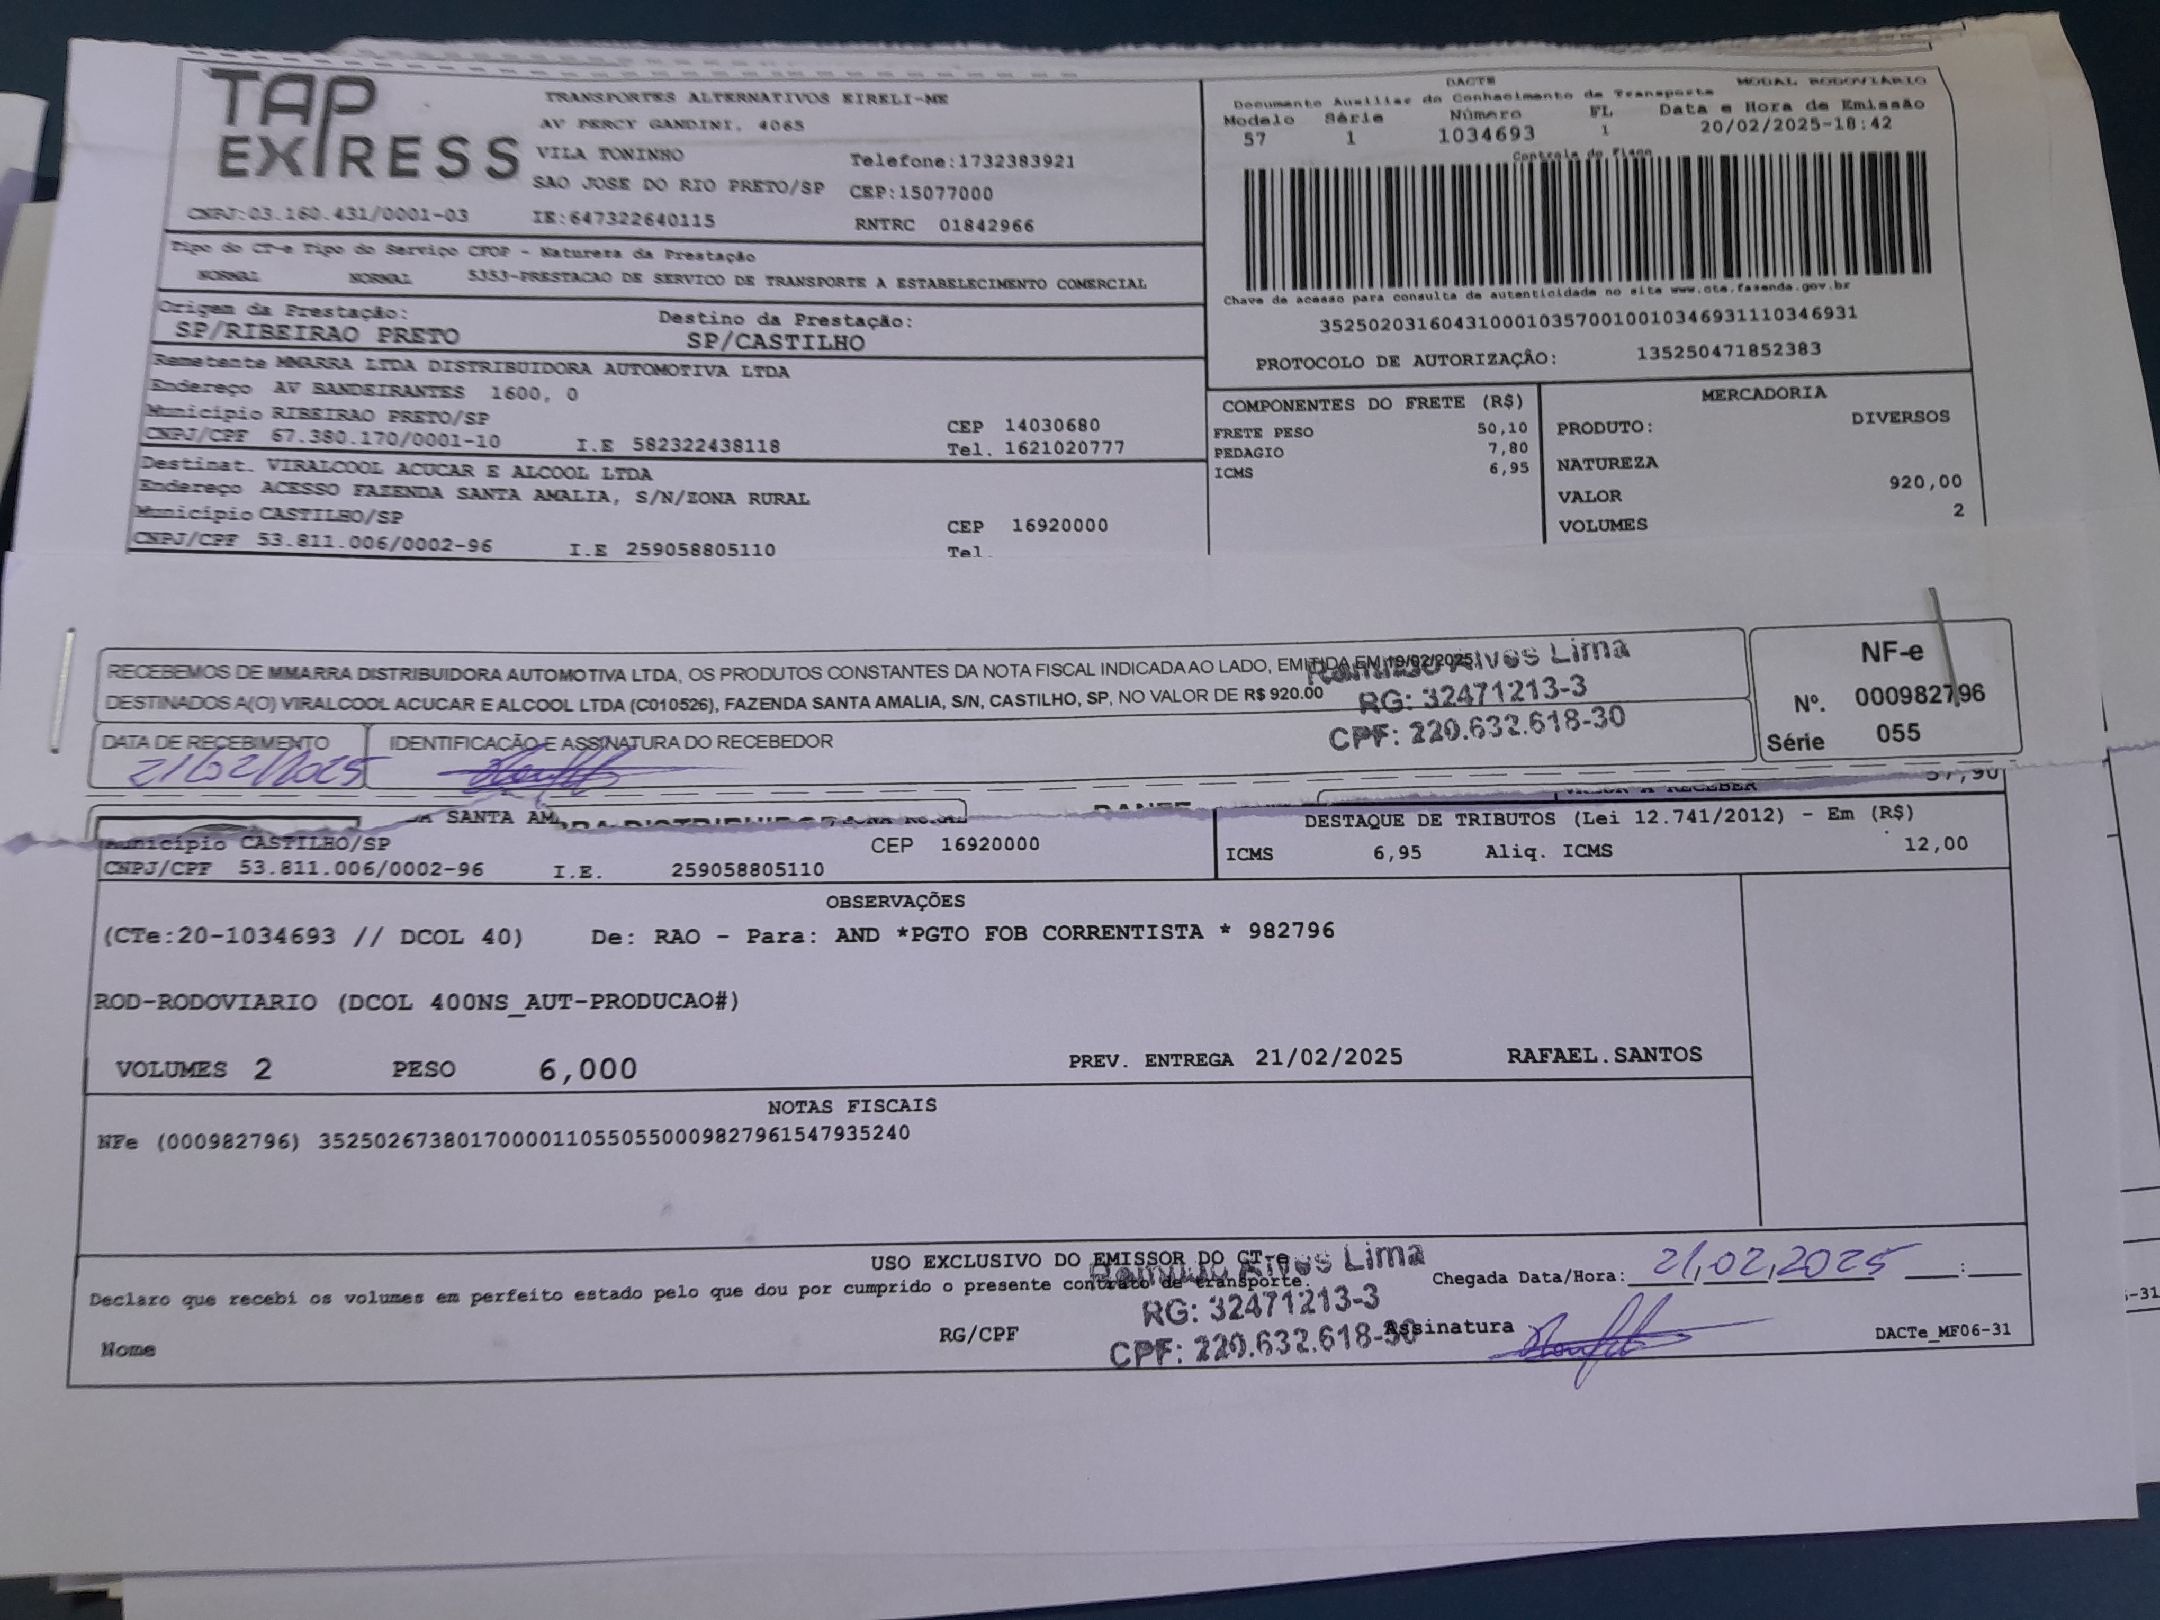 TAP EXPRESS
TRANSPORTES ALTERNATIVOS EIRELI-ME
AV PERCY GANDINI, 4065
VILA TONINHO
Telefone:1732383921
SAO JOSE DO RIO PRETO/SP CEP:15077000
CNPJ:03.160.431/0001-03 IE:647322640115 RNTRC 01842966
DACTE MODAL RODOVIÁRIO
Documento Auxiliar do Conhecimento de Transporte
Modelo Série Número FL Data e Hora de Emissão
57 1 1034693 1 20/02/2025-18:42
Controle do Fisco
Chave de acesso para consulta de autenticidade no site www.cte.fazenda.gov.br
35250203160431000103570010010346931110346931
PROTOCOLO DE AUTORIZAÇÃO: 135250471852383
Tipo do CT-e Tipo do Serviço CFOP - Natureza da Prestação
NORMAL NORMAL 5353-PRESTACAO DE SERVICO DE TRANSPORTE A ESTABELECIMENTO COMERCIAL
Origem da Prestação: Destino da Prestação:
SP/RIBEIRAO PRETO SP/CASTILHO
Remetente MMARRA LTDA DISTRIBUIDORA AUTOMOTIVA LTDA
Endereço AV BANDEIRANTES 1600, 0
Município RIBEIRAO PRETO/SP CEP 14030680
CNPJ/CPF 67.380.170/0001-10 I.E 582322438118 Tel. 1621020777
Destinat. VIRALCOOL ACUCAR E ALCOOL LTDA
Endereço ACESSO FAZENDA SANTA AMALIA, S/N/ZONA RURAL
Município CASTILHO/SP CEP 16920000
CNPJ/CPF 53.811.006/0002-96 I.E 259058805110 Tel.
COMPONENTES DO FRETE (R$)
FRETE PESO 50,10
PEDAGIO 7,80
ICMS 6,95
MERCADORIA
PRODUTO: DIVERSOS
NATUREZA
VALOR 920,00
VOLUMES 2
RECEBEMOS DE MMARRA DISTRIBUIDORA AUTOMOTIVA LTDA, OS PRODUTOS CONSTANTES DA NOTA FISCAL INDICADA AO LADO, EMITIDA EM 19/02/2025
DESTINADOS A(O) VIRALCOOL ACUCAR E ALCOOL LTDA (C010526), FAZENDA SANTA AMALIA, S/N, CASTILHO, SP, NO VALOR DE R$ 920.00
Alves Lima
RG: 32471213-3
CPF: 220.632.618-30
NF-e
Nº. 000982796
Série 055
DATA DE RECEBIMENTO IDENTIFICAÇÃO E ASSINATURA DO RECEBEDOR
21/02/2025
VALOR A RECEBER 57,90
SANTA AM
Município CASTILHO/SP CEP 16920000
CNPJ/CPF 53.811.006/0002-96 I.E. 259058805110
DESTAQUE DE TRIBUTOS (Lei 12.741/2012) - Em (R$)
ICMS 6,95 Aliq. ICMS 12,00
OBSERVAÇÕES
(CTe:20-1034693 // DCOL 40) De: RAO - Para: AND *PGTO FOB CORRENTISTA * 982796
ROD-RODOVIARIO (DCOL 400NS_AUT-PRODUCAO#)
VOLUMES 2 PESO 6,000 PREV. ENTREGA 21/02/2025 RAFAEL.SANTOS
NOTAS FISCAIS
NFe (000982796) 35250267380170000110550550009827961547935240
USO EXCLUSIVO DO EMISSOR DO CT-e
Declaro que recebi os volumes em perfeito estado pelo que dou por cumprido o presente contrato de transporte.
Chegada Data/Hora: 21,02,2025 :
Alves Lima
RG: 32471213-3
CPF: 220.632.618-30
Nome RG/CPF Assinatura DACTe_MF06-31
-31